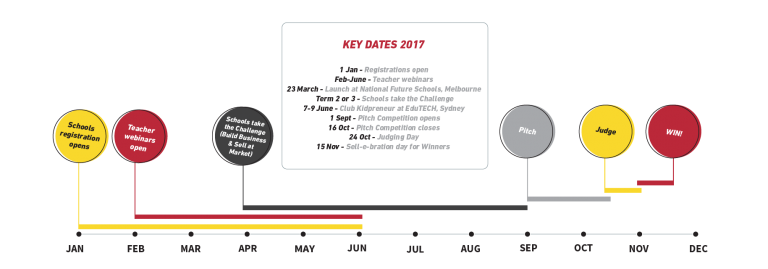 KEY DATES 2017
1 Jan - Registrations open
Feb-June - Teacher webinars
23 March - Launch at National Future Schools, Melbourne
Term 2 or 3 - Schools take the Challenge
7-9 June - Club Kidpreneur at EduTECH, Sydney
1 Sept - Pitch Competition opens
16 Oct - Pitch Competition closes
24 Oct - Judging Day
15 Nov - Sell-e-bration day for Winners
Schools
registration
opens
Teacher
webinars
open
Schools take
the Challenge
(Build Business
& Sell at
Market)
Pitch
Judge
WIN!
JAN FEB MAR APR MAY JUN JUL AUG SEP OCT NOV DEC